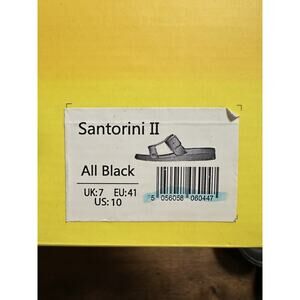 Santorini II
All Black
UK:7 EU:41
US:10
5 056058 060447